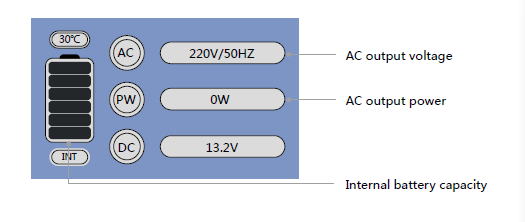 30℃
AC
220V/50HZ
AC output voltage
PW
0W
AC output power
DC
13.2V
INT
Internal battery capacity